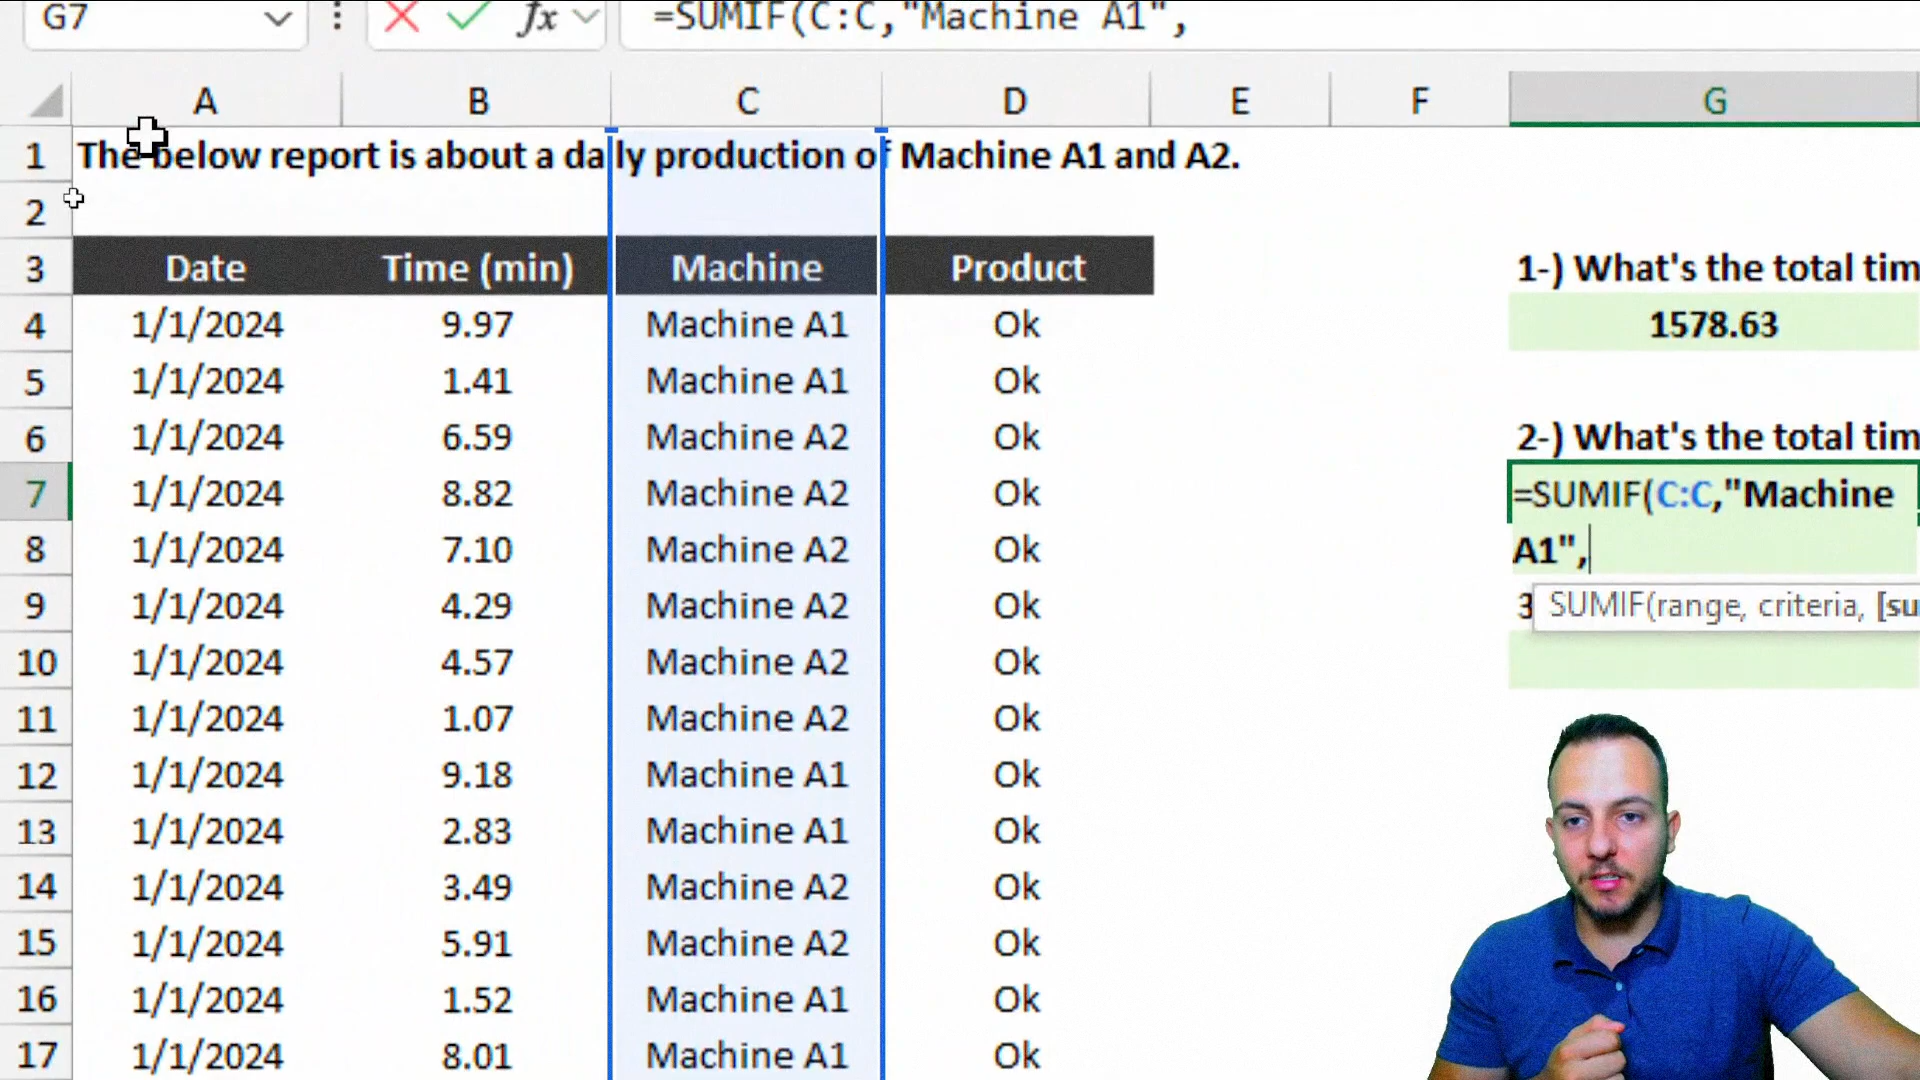 G7 fx =SUMIF(C:C,"Machine A1",
A B C D E F G
1 The below report is about a daily production of Machine A1 and A2.
2
3 Date Time (min) Machine Product 1-) What's the total tim
4 1/1/2024 9.97 Machine A1 Ok 1578.63
5 1/1/2024 1.41 Machine A1 Ok
6 1/1/2024 6.59 Machine A2 Ok 2-) What's the total tim
7 1/1/2024 8.82 Machine A2 Ok =SUMIF(C:C,"Machine
8 1/1/2024 7.10 Machine A2 Ok A1",
9 1/1/2024 4.29 Machine A2 Ok 3 SUMIF(range, criteria, [su
10 1/1/2024 4.57 Machine A2 Ok
11 1/1/2024 1.07 Machine A2 Ok
12 1/1/2024 9.18 Machine A1 Ok
13 1/1/2024 2.83 Machine A1 Ok
14 1/1/2024 3.49 Machine A2 Ok
15 1/1/2024 5.91 Machine A2 Ok
16 1/1/2024 1.52 Machine A1 Ok
17 1/1/2024 8.01 Machine A1 Ok